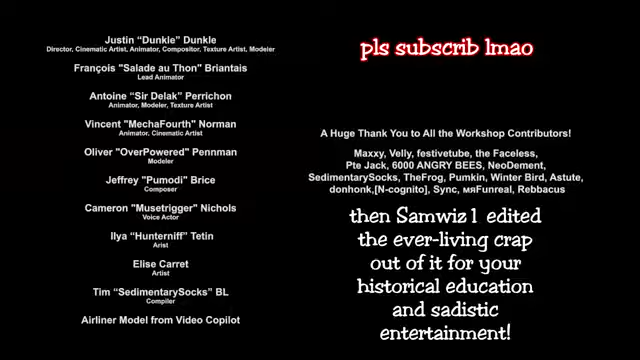 Justin “Dunkle” Dunkle
Director, Cinematic Artist, Animator, Compositor, Texture Artist, Modeler
François "Salade au Thon" Briantais
Lead Animator
Antoine “Sir Delak” Perrichon
Animator, Modeler, Texture Artist
Vincent "MechaFourth" Norman
Animator, Cinematic Artist
Oliver "OverPowered" Pennman
Modeler
Jeffrey "Pumodi" Brice
Composer
Cameron "Musetrigger" Nichols
Voice Actor
Ilya “Hunterniff” Tetin
Arist
Elise Carret
Artist
Tim “SedimentarySocks” BL
Compiler
Airliner Model from Video Copilot
pls subscrib lmao
A Huge Thank You to All the Workshop Contributors!
Maxxy, Velly, festivetube, the Faceless,
Pte Jack, 6000 ANGRY BEES, NeoDement,
SedimentarySocks, TheFrog, Pumkin, Winter Bird, Astute,
donhonk,[N-cognito], Sync, мяFunreal, Rebbacus
then Samwiz1 edited
the ever-living crap
out of it for your
historical education
and sadistic
entertainment!